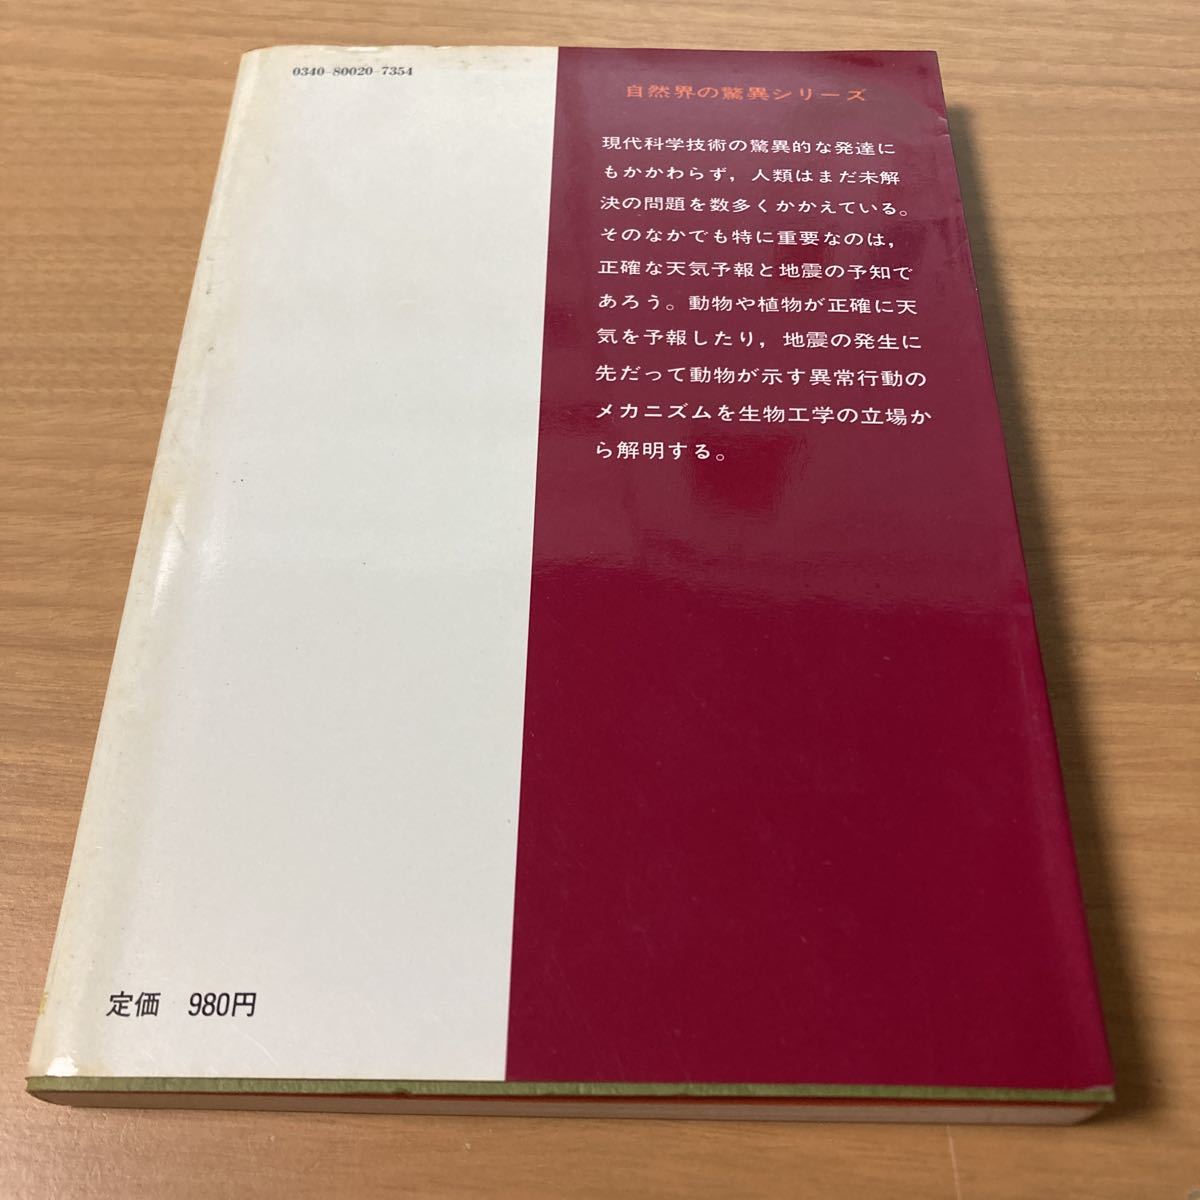 0340-80020-7354
自然界の驚異シリーズ
現代科学技術の驚異的な発達に
もかかわらず，人類はまだ未解
決の問題を数多くかかえている。
そのなかでも特に重要なのは，
正確な天気予報と地震の予知で
あろう。動物や植物が正確に天
気を予報したり，地震の発生に
先だって動物が示す異常行動の
メカニズムを生物工学の立場か
ら解明する。
定価 980円